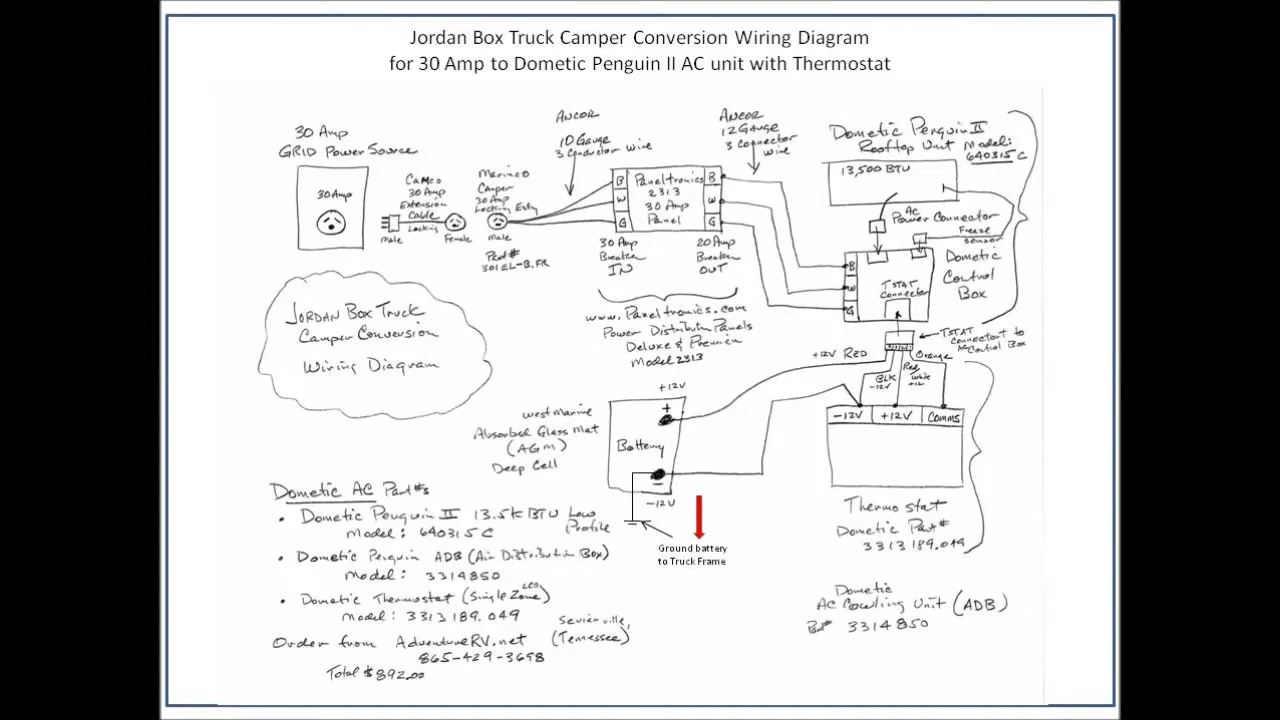 Jordan Box Truck Camper Conversion Wiring Diagram
for 30 Amp to Dometic Penguin II AC unit with Thermostat
30 Amp
GRID Power Source
30 Amp
Camco
30 Amp
Extension
Cable
Locking
Male
Female
Marinco
Camper
30 Amp
Locking Entry
Male
Part#
301EL-B.FR
ANCOR
10 Gauge
3 Conductor wire
B
W
G
Paneltronics
2313
30 Amp
Panel
B
W
G
30 Amp
Breaker
IN
20 Amp
Breaker
OUT
www.Paneltronics.com
Power Distributn Panels
Deluxe & Premium
Model 2313
ANCOR
12 Gauge
3 Connector
wire
Dometic Penguin II
Rooftop Unit Model:
640315C
13,500 BTU
AC
Power Connector
Freeze
Sensor
B
W
G
TSTAT
Connector
Dometic
Control
Box
TSTAT
Connector to
AC Control Box
+12V RED
BLK
-12V
Red
white
+12
Orange
-12V
+12V
Comms
Thermostat
Dometic Part#
3313189.049
JORDAN BOX TRUCK
Camper Conversion
Wiring Diagram
West Marine
Absorbed Glass Mat
(AGM)
Deep Cell
+12V
+
Battery
-
-12V
Ground battery
to Truck Frame
Dometic AC Part #s
• Dometic Penguin II 13.5k BTU Low
Profile
Model: 640315C
• Dometic Penguin ADB (Air Distribution Box)
Model: 3314850
• Dometic Thermostat (Single Zone)
LCD
Model: 3313189.049
Order from AdventureRV.net
Sevierville,
(Tennessee)
865-429-3698
Total $892.00
Dometic
AC Cowling Unit (ADB)
Part# 3314850